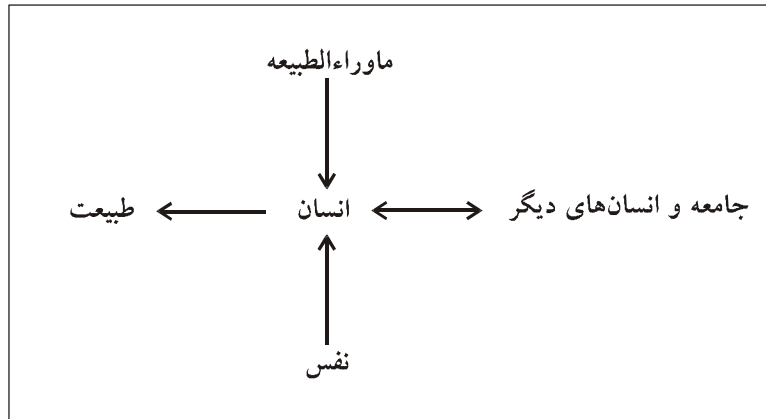 ماوراءالطبیعه
جامعه و انسان‌های دیگر
انسان
طبیعت
نفس